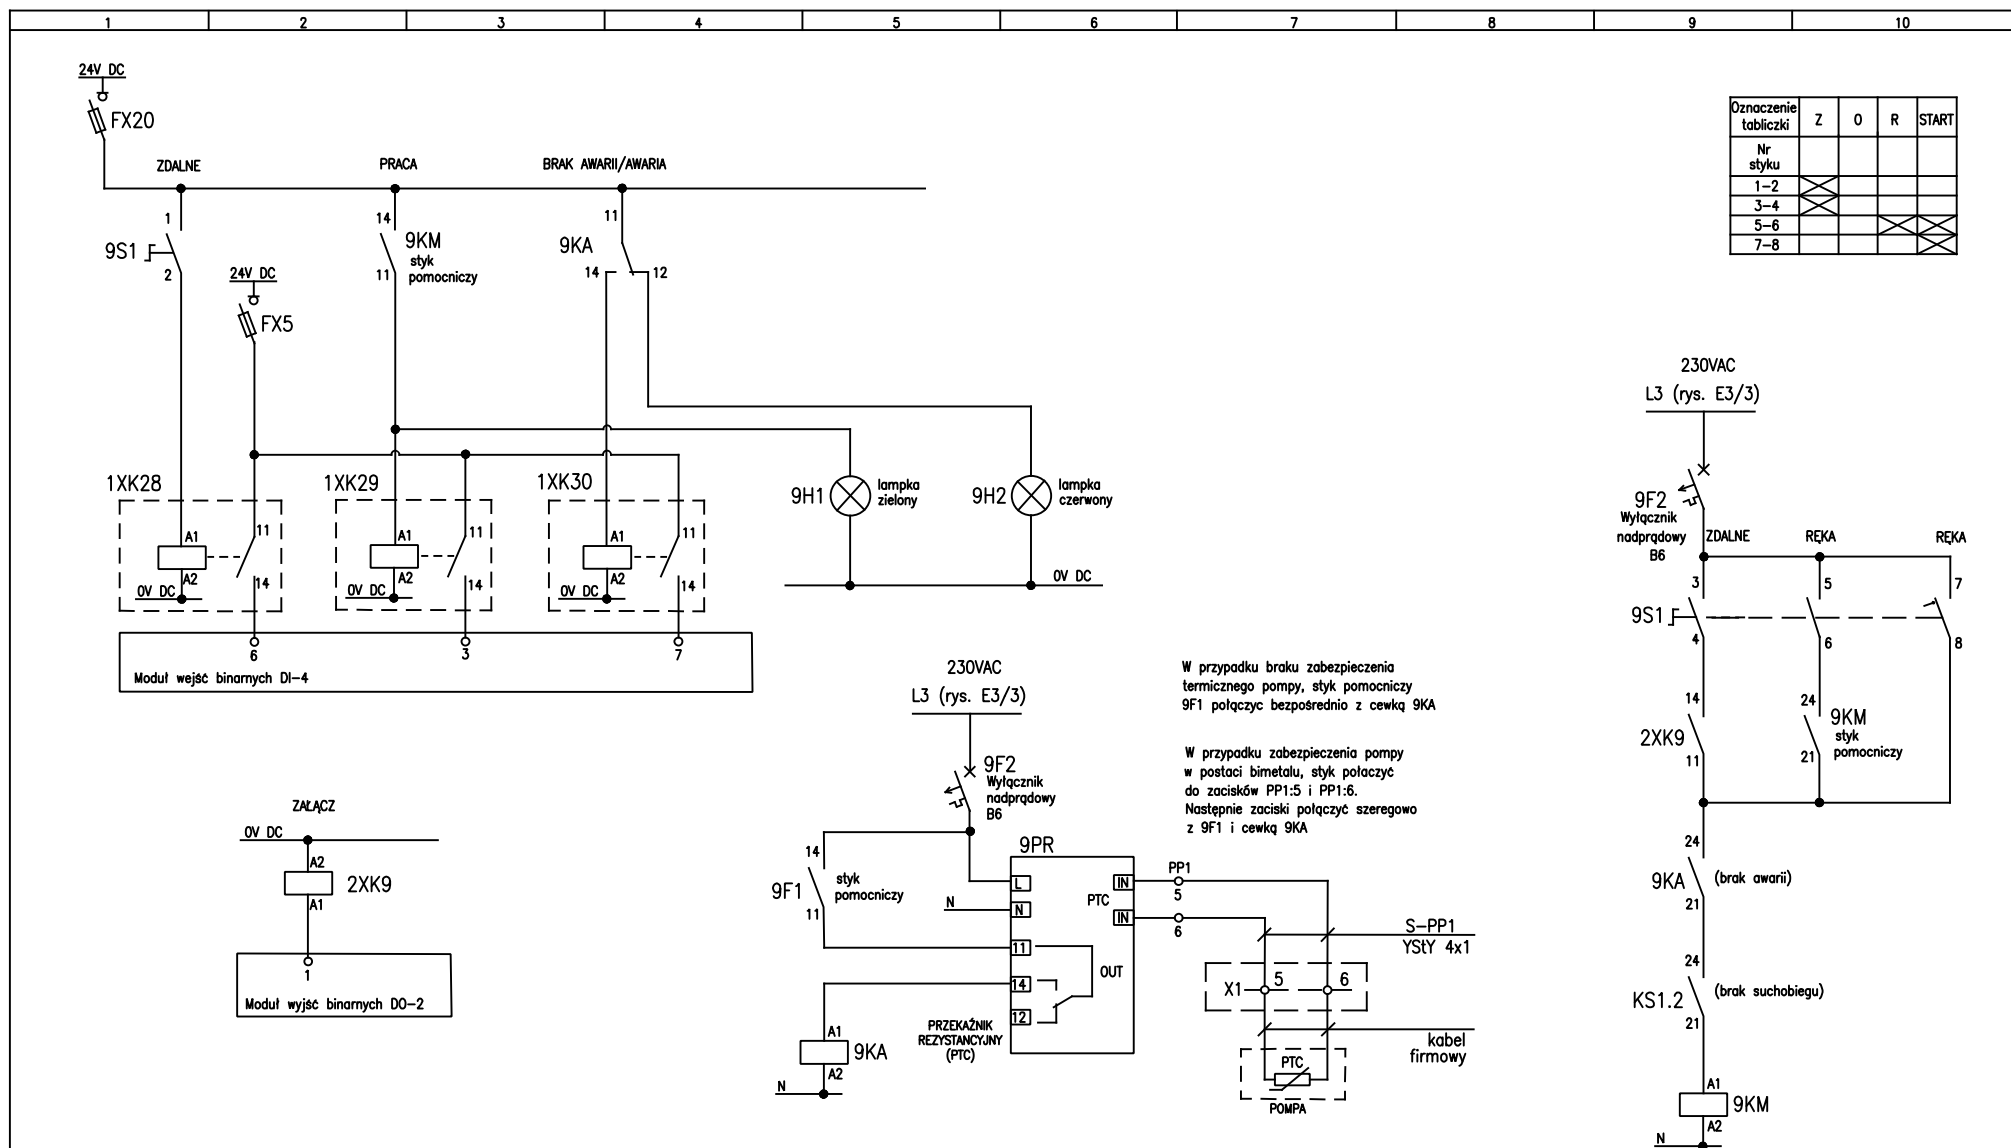 1 2 3 4 5 6 7 8 9 10
24V DC
FX20
ZDALNE
PRACA
BRAK AWARII/AWARIA
1
9S1
2
14
9KM
styk
pomocniczy
11
11
9KA
14
12
24V DC
FX5
1XK28
A1
A2
0V DC
11
14
1XK29
A1
A2
0V DC
11
14
1XK30
A1
A2
0V DC
11
14
9H1
lampka
zielony
9H2
lampka
czerwony
0V DC
6
3
7
Moduł wejść binarnych DI-4
Oznaczenie
tabliczki
Z
0
R
START
Nr
styku
1-2
3-4
5-6
7-8
ZAŁĄCZ
0V DC
A2
2XK9
A1
1
Moduł wyjść binarnych DO-2
230VAC
L3 (rys. E3/3)
9F2
Wyłącznik
nadprądowy
B6
14
9F1
styk
pomocniczy
11
N
9PR
L
N
11
14
12
IN
PTC
IN
OUT
PRZEKAŹNIK
REZYSTANCYJNY
(PTC)
A1
9KA
A2
N
PP1
5
6
S-PP1
YStY 4x1
X1
5
6
kabel
firmowy
PTC
POMPA
W przypadku braku zabezpieczenia
termicznego pompy, styk pomocniczy
9F1 połączyc bezpośrednio z cewką 9KA
W przypadku zabezpieczenia pompy
w postaci bimetalu, styk połaczyć
do zacisków PP1:5 i PP1:6.
Następnie zaciski połączyć szeregowo
z 9F1 i cewką 9KA
230VAC
L3 (rys. E3/3)
9F2
Wyłącznik
nadprądowy
B6
ZDALNE
RĘKA
RĘKA
3
5
7
9S1
4
6
8
14
2XK9
11
24
9KM
styk
pomocniczy
21
24
9KA
(brak awarii)
21
24
KS1.2
(brak suchobiegu)
21
A1
9KM
A2
N